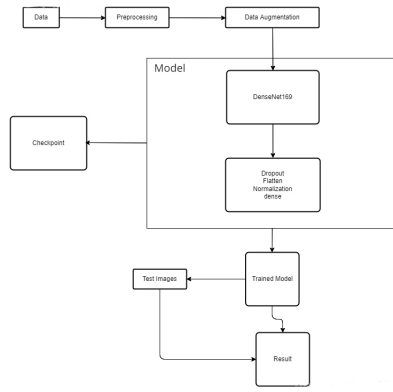 Data
Preprocessing
Data Augmentation
Model
DenseNet169
Checkpoint
Dropout
Flatten
Normalization
dense
Test Images
Trained Model
Result